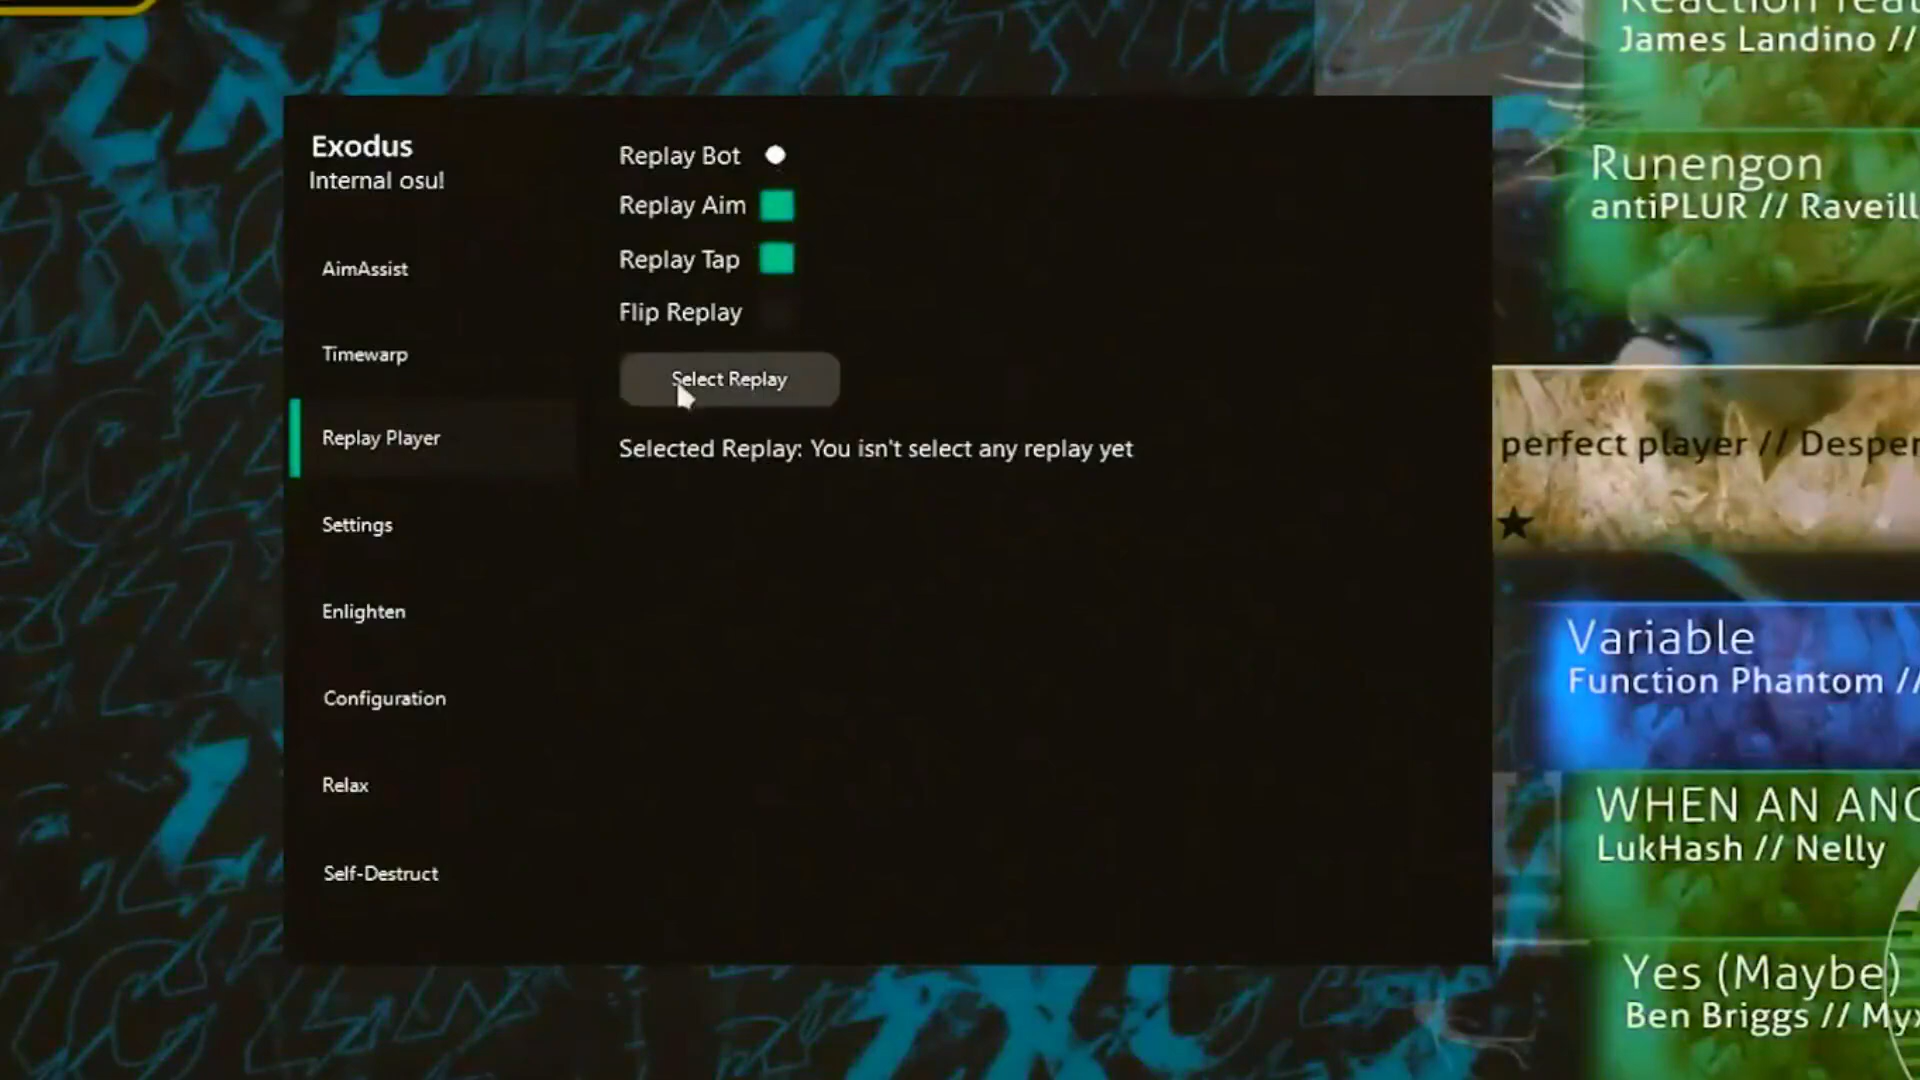 Exodus
Internal osu!
AimAssist
Timewarp
Replay Player
Settings
Enlighten
Configuration
Relax
Self-Destruct
Replay Bot
Replay Aim
Replay Tap
Flip Replay
Select Replay
Selected Replay: You isn't select any replay yet
James Landino //
Runengon
antiPLUR // Raveill
perfect player // Desper
Variable
Function Phantom //
WHEN AN ANG
LukHash // Nelly
Yes (Maybe)
Ben Briggs // Myx